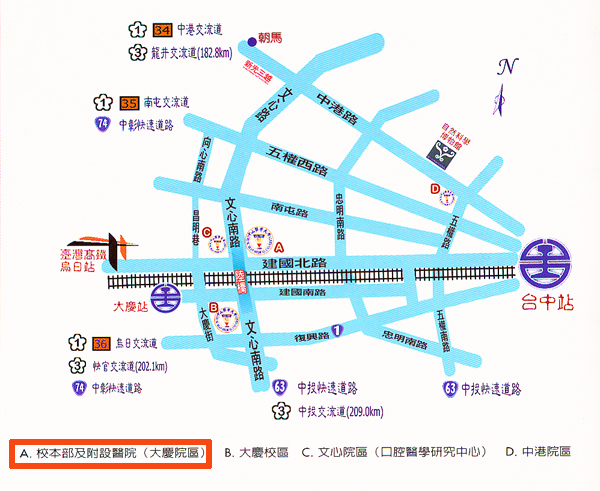 1 34 中港交流道
3 龍井交流道(182.8km)
朝馬
新光三越
N
1 35 南屯交流道
74 中彰快速道路
文心路
中港路
自然科學
博物館
向心南路
五權西路
D
忠明南路
五權路
南屯路
昌明巷
文心南路
C
A
臺灣高鐵
烏日站
建國北路
陸橋
建國南路
台中站
大慶站
B
大慶街
文心南路
復興路 1
忠明南路
五權南路
1 36 烏日交流道
3 快官交流道(202.1km)
74 中彰快速道路
63 中投快速道路
3 中投交流道(209.0km)
63 中投快速道路
A. 校本部及附設醫院（大慶院區） B. 大慶校區 C. 文心院區（口腔醫學研究中心） D. 中港院區